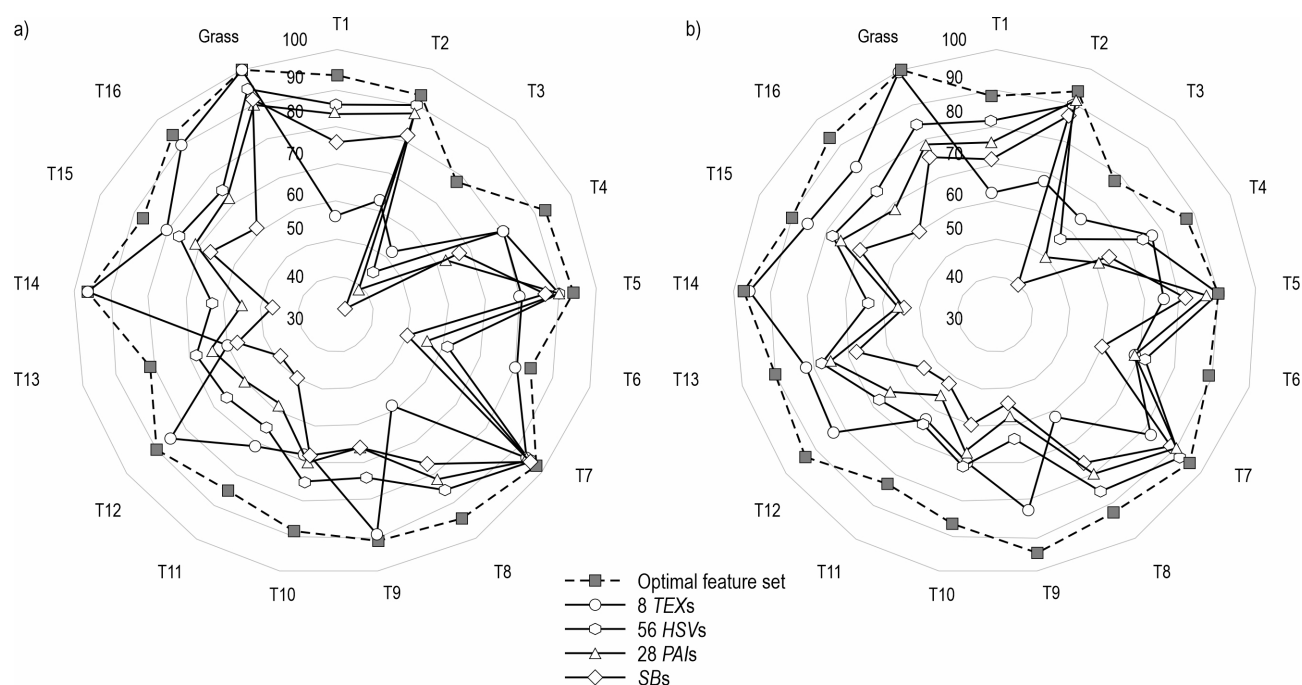 a)
T1
T2
T3
T4
T5
T6
T7
T8
T9
T10
T11
T12
T13
T14
T15
T16
Grass
100
90
80
70
60
50
40
30
b)
T1
T2
T3
T4
T5
T6
T7
T8
T9
T10
T11
T12
T13
T14
T15
T16
Grass
100
90
80
70
60
50
40
30
Optimal feature set
8 TEXs
56 HSVs
28 PAIs
SBs